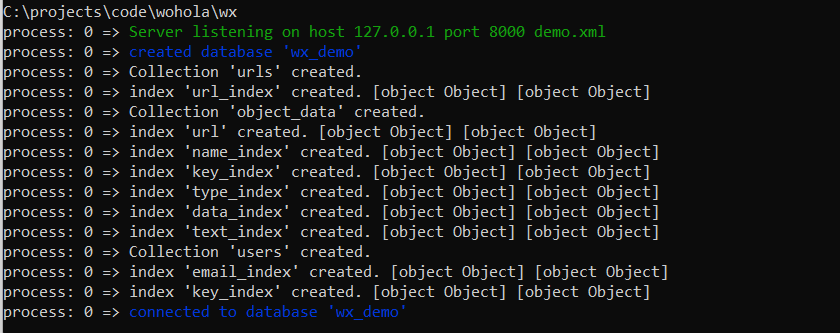 C:\projects\code\wohola\wx
process: 0 => Server listening on host 127.0.0.1 port 8000 demo.xml
process: 0 => created database 'wx_demo'
process: 0 => Collection 'urls' created.
process: 0 => index 'url_index' created. [object Object] [object Object]
process: 0 => Collection 'object_data' created.
process: 0 => index 'url' created. [object Object] [object Object]
process: 0 => index 'name_index' created. [object Object] [object Object]
process: 0 => index 'key_index' created. [object Object] [object Object]
process: 0 => index 'type_index' created. [object Object] [object Object]
process: 0 => index 'data_index' created. [object Object] [object Object]
process: 0 => index 'text_index' created. [object Object] [object Object]
process: 0 => Collection 'users' created.
process: 0 => index 'email_index' created. [object Object] [object Object]
process: 0 => index 'key_index' created. [object Object] [object Object]
process: 0 => connected to database 'wx_demo'